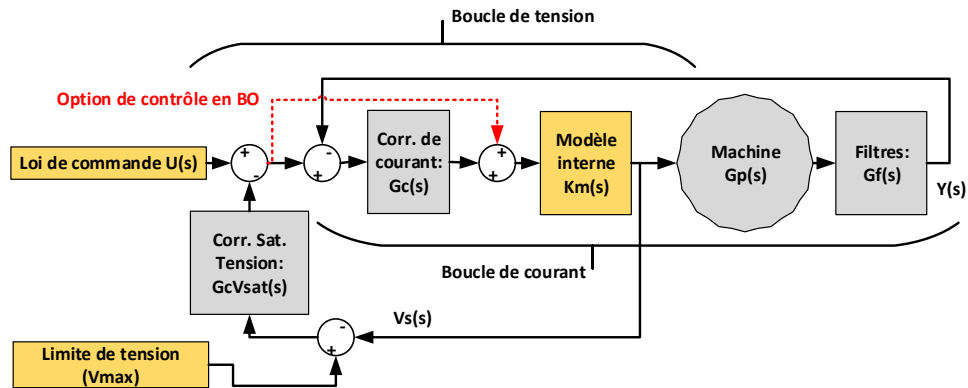 Boucle de tension
Option de contrôle en BO
Loi de commande U(s)
+
-
-
+
Corr. de
courant:
Gc(s)
+
+
Modèle
interne
Km(s)
Machine
Gp(s)
Filtres:
Gf(s)
Y(s)
Corr. Sat.
Tension:
GcVsat(s)
Boucle de courant
Vs(s)
-
+
Limite de tension
(Vmax)